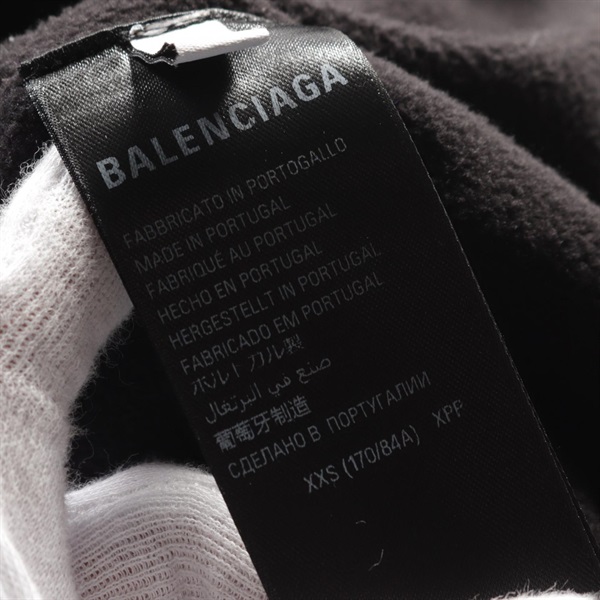 BALENCIAGA
FABBRICATO IN PORTOGALLO
MADE IN PORTUGAL
FABRIQUÉ AU PORTUGAL
HECHO EN PORTUGAL
HERGESTELLT IN PORTUGAL
FABRICADO EM PORTUGAL
ポルトガル製
صنع في البرتغال
葡萄牙制造
СДЕЛАНО В ПОРТУГАЛИИ XPF
XXS (170/84A)